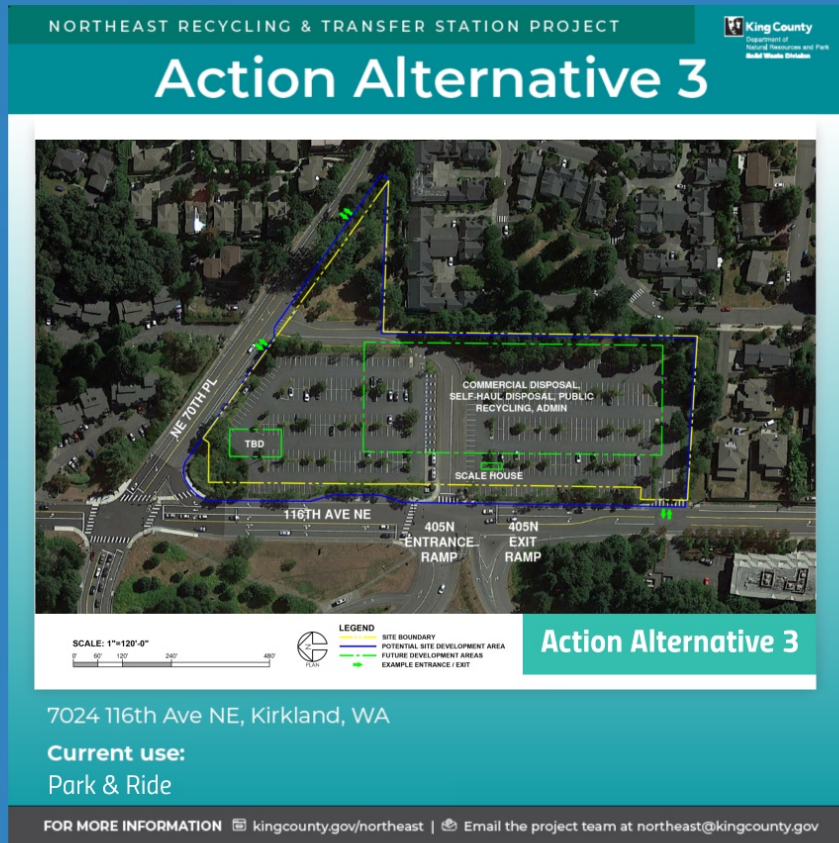 NORTHEAST RECYCLING & TRANSFER STATION PROJECT
King County
Department of
Natural Resources and Park
Solid Waste Division
Action Alternative 3
NE 70TH PL
TBD
COMMERCIAL DISPOSAL,
SELF-HAUL DISPOSAL, PUBLIC
RECYCLING, ADMIN
SCALE HOUSE
116TH AVE NE
405N
ENTRANCE
RAMP
405N
EXIT
RAMP
SCALE: 1"=120'-0"
0' 60' 120' 240' 480'
N
PLAN
LEGEND
SITE BOUNDARY
POTENTIAL SITE DEVELOPMENT AREA
FUTURE DEVELOPMENT AREAS
EXAMPLE ENTRANCE / EXIT
Action Alternative 3
7024 116th Ave NE, Kirkland, WA
Current use:
Park & Ride
FOR MORE INFORMATION kingcounty.gov/northeast | Email the project team at northeast@kingcounty.gov